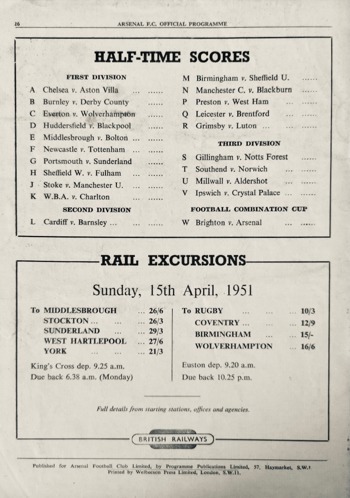 16 ARSENAL F.C. OFFICIAL PROGRAMME
HALF-TIME SCORES
FIRST DIVISION
A Chelsea v. Aston Villa ... ......
B Burnley v. Derby County ......
C Everton v. Wolverhampton ......
D Huddersfield v. Blackpool ......
E Middlesbrough v. Bolton ... ......
F Newcastle v. Tottenham ... ......
G Portsmouth v. Sunderland ......
H Sheffield W. v. Fulham ... ......
J Stoke v. Manchester U. ... ......
K W.B.A. v. Charlton ... ......
SECOND DIVISION
L Cardiff v. Barnsley ... ... ......
M Birmingham v. Sheffield U. ......
N Manchester C. v. Blackburn ......
P Preston v. West Ham ... ......
Q Leicester v. Brentford ... ......
R Grimsby v. Luton ... ... ......
THIRD DIVISION
S Gillingham v. Notts Forest ......
T Southend v. Norwich ... ......
U Millwall v. Aldershot ... ......
V Ipswich v. Crystal Palace ... ......
FOOTBALL COMBINATION CUP
W Brighton v. Arsenal ... ......
RAIL EXCURSIONS
Sunday, 15th April, 1951
To MIDDLESBROUGH ... 26/6
STOCKTON ... ... ... 26/3
SUNDERLAND ... ... 29/3
WEST HARTLEPOOL ... 27/6
YORK ... ... ... 21/3
King's Cross dep. 9.25 a.m.
Due back 6.38 a.m. (Monday)
To RUGBY ... ... ... 10/3
COVENTRY ... ... ... 12/9
BIRMINGHAM ... ... 15/-
WOLVERHAMPTON ... 16/6
Euston dep. 9.20 a.m.
Due back 10.25 p.m.
Full details from starting stations, offices and agencies.
BRITISH RAILWAYS
Published for Arsenal Football Club Limited, by Programme Publications Limited, 57, Haymarket, S.W.1
Printed by Welbecson Press Limited, London, S.W.11.